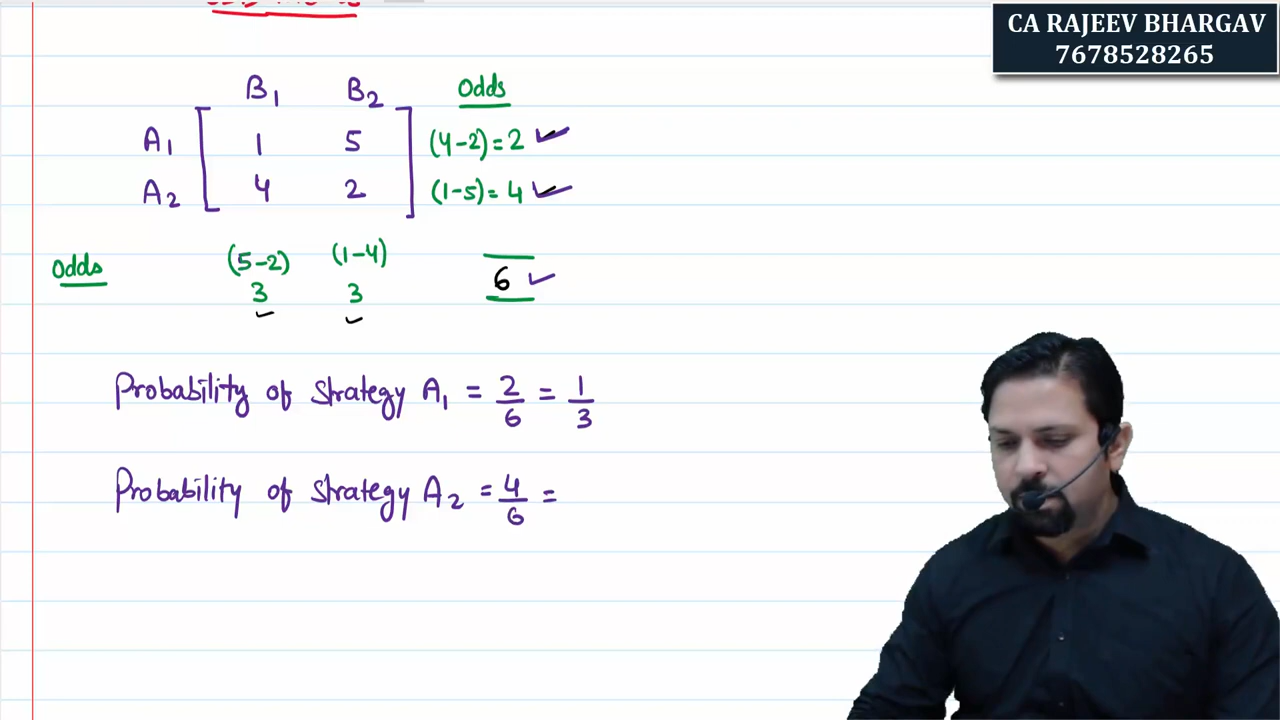 CA RAJEEV BHARGAV
7678528265
B1 B2 Odds
A1 1 5 (4-2)=2
A2 4 2 (1-5)=4
Odds (5-2) (1-4)
3 3 6
Probability of strategy A1 = 2/6 = 1/3
Probability of strategy A2 = 4/6 =